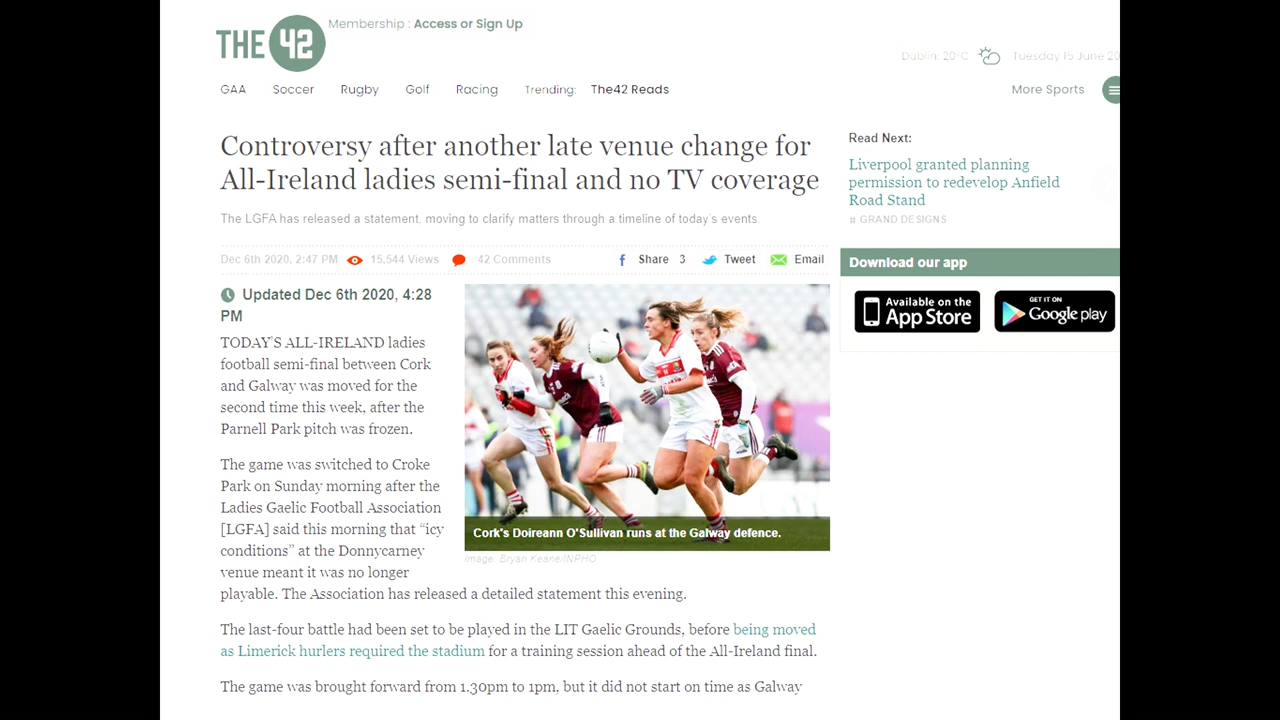 THE 42
Membership : Access or Sign Up
Dublin: 20°C Tuesday 15 June 20
GAA Soccer Rugby Golf Racing Trending: The42 Reads More Sports
Controversy after another late venue change for
All-Ireland ladies semi-final and no TV coverage
The LGFA has released a statement, moving to clarify matters through a timeline of today's events.
Dec 6th 2020, 2:47 PM 15,544 Views 42 Comments Share 3 Tweet Email
Updated Dec 6th 2020, 4:28
PM
TODAY'S ALL-IRELAND ladies
football semi-final between Cork
and Galway was moved for the
second time this week, after the
Parnell Park pitch was frozen.
The game was switched to Croke
Park on Sunday morning after the
Ladies Gaelic Football Association
[LGFA] said this morning that “icy
conditions” at the Donnycarney
venue meant it was no longer
playable. The Association has released a detailed statement this evening.
Cork's Doireann O'Sullivan runs at the Galway defence.
Image: Bryan Keane/INPHO
The last-four battle had been set to be played in the LIT Gaelic Grounds, before being moved
as Limerick hurlers required the stadium for a training session ahead of the All-Ireland final.
The game was brought forward from 1.30pm to 1pm, but it did not start on time as Galway
Read Next:
Liverpool granted planning
permission to redevelop Anfield
Road Stand
# GRAND DESIGNS
Download our app
Available on the
App Store
GET IT ON
Google play